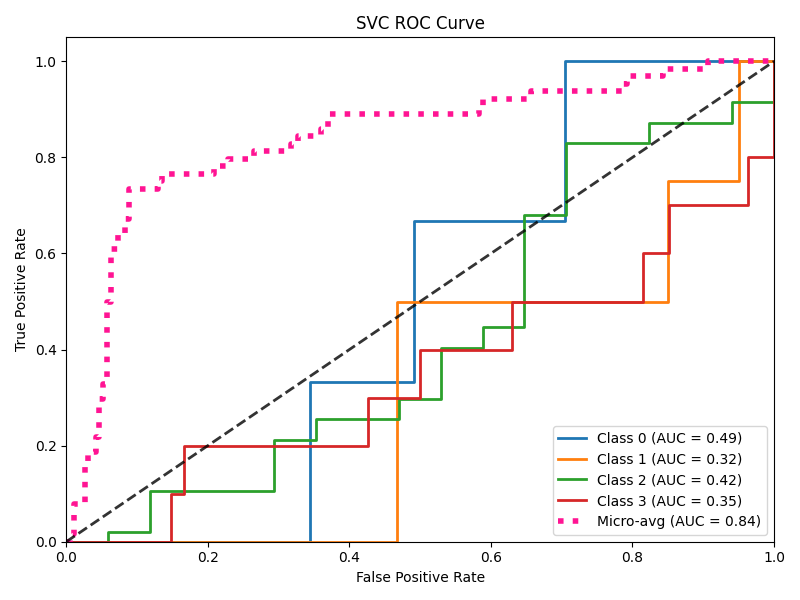 SVC ROC Curve
True Positive Rate
1.0
0.8
0.6
0.4
0.2
0.0
0.0 0.2 0.4 0.6 0.8 1.0
False Positive Rate
Class 0 (AUC = 0.49)
Class 1 (AUC = 0.32)
Class 2 (AUC = 0.42)
Class 3 (AUC = 0.35)
Micro-avg (AUC = 0.84)